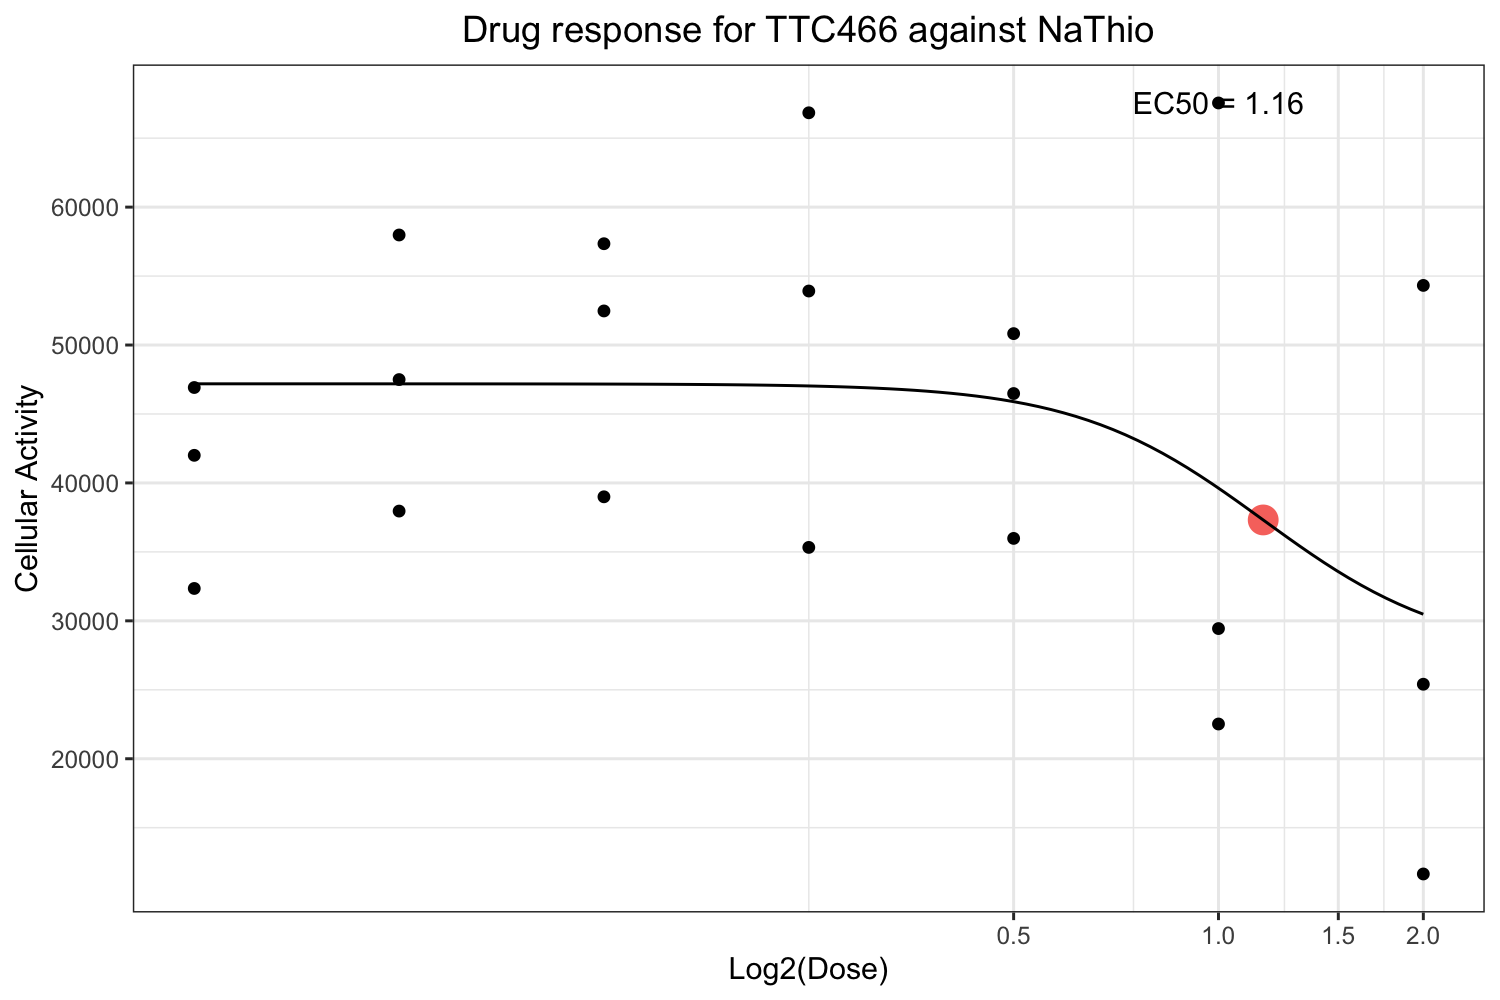 Drug response for TTC466 against NaThio
EC50 = 1.16
60000
50000
40000
30000
20000
Cellular Activity
0.5 1.0 1.5 2.0
Log2(Dose)